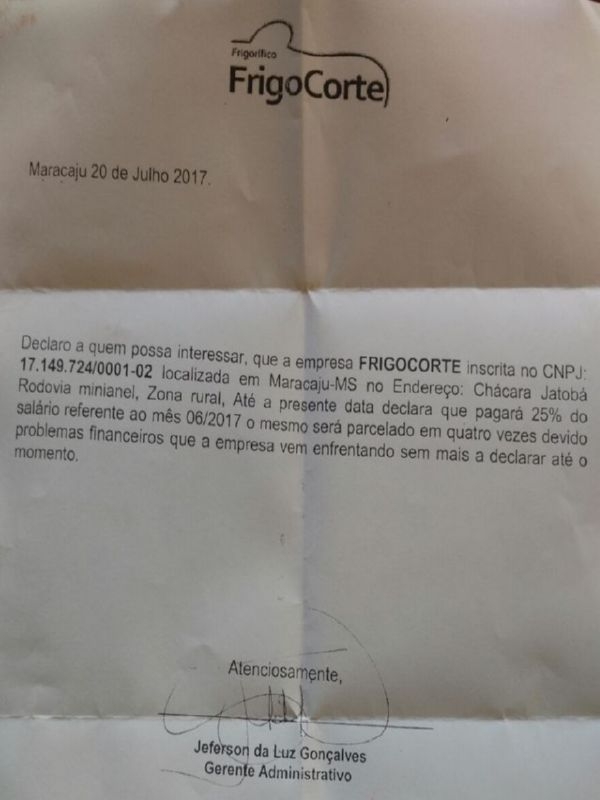 Frigorífico
FrigoCorte
Maracaju 20 de Julho 2017.
Declaro a quem possa interessar, que a empresa FRIGOCORTE inscrita no CNPJ:
17.149.724/0001-02 localizada em Maracaju-MS no Endereço: Chácara Jatobá
Rodovia minianel, Zona rural, Até a presente data declara que pagará 25% do
salário referente ao mês 06/2017 o mesmo será parcelado em quatro vezes devido
problemas financeiros que a empresa vem enfrentando sem mais a declarar até o
momento.
Atenciosamente,
Jeferson da Luz Gonçalves
Gerente Administrativo